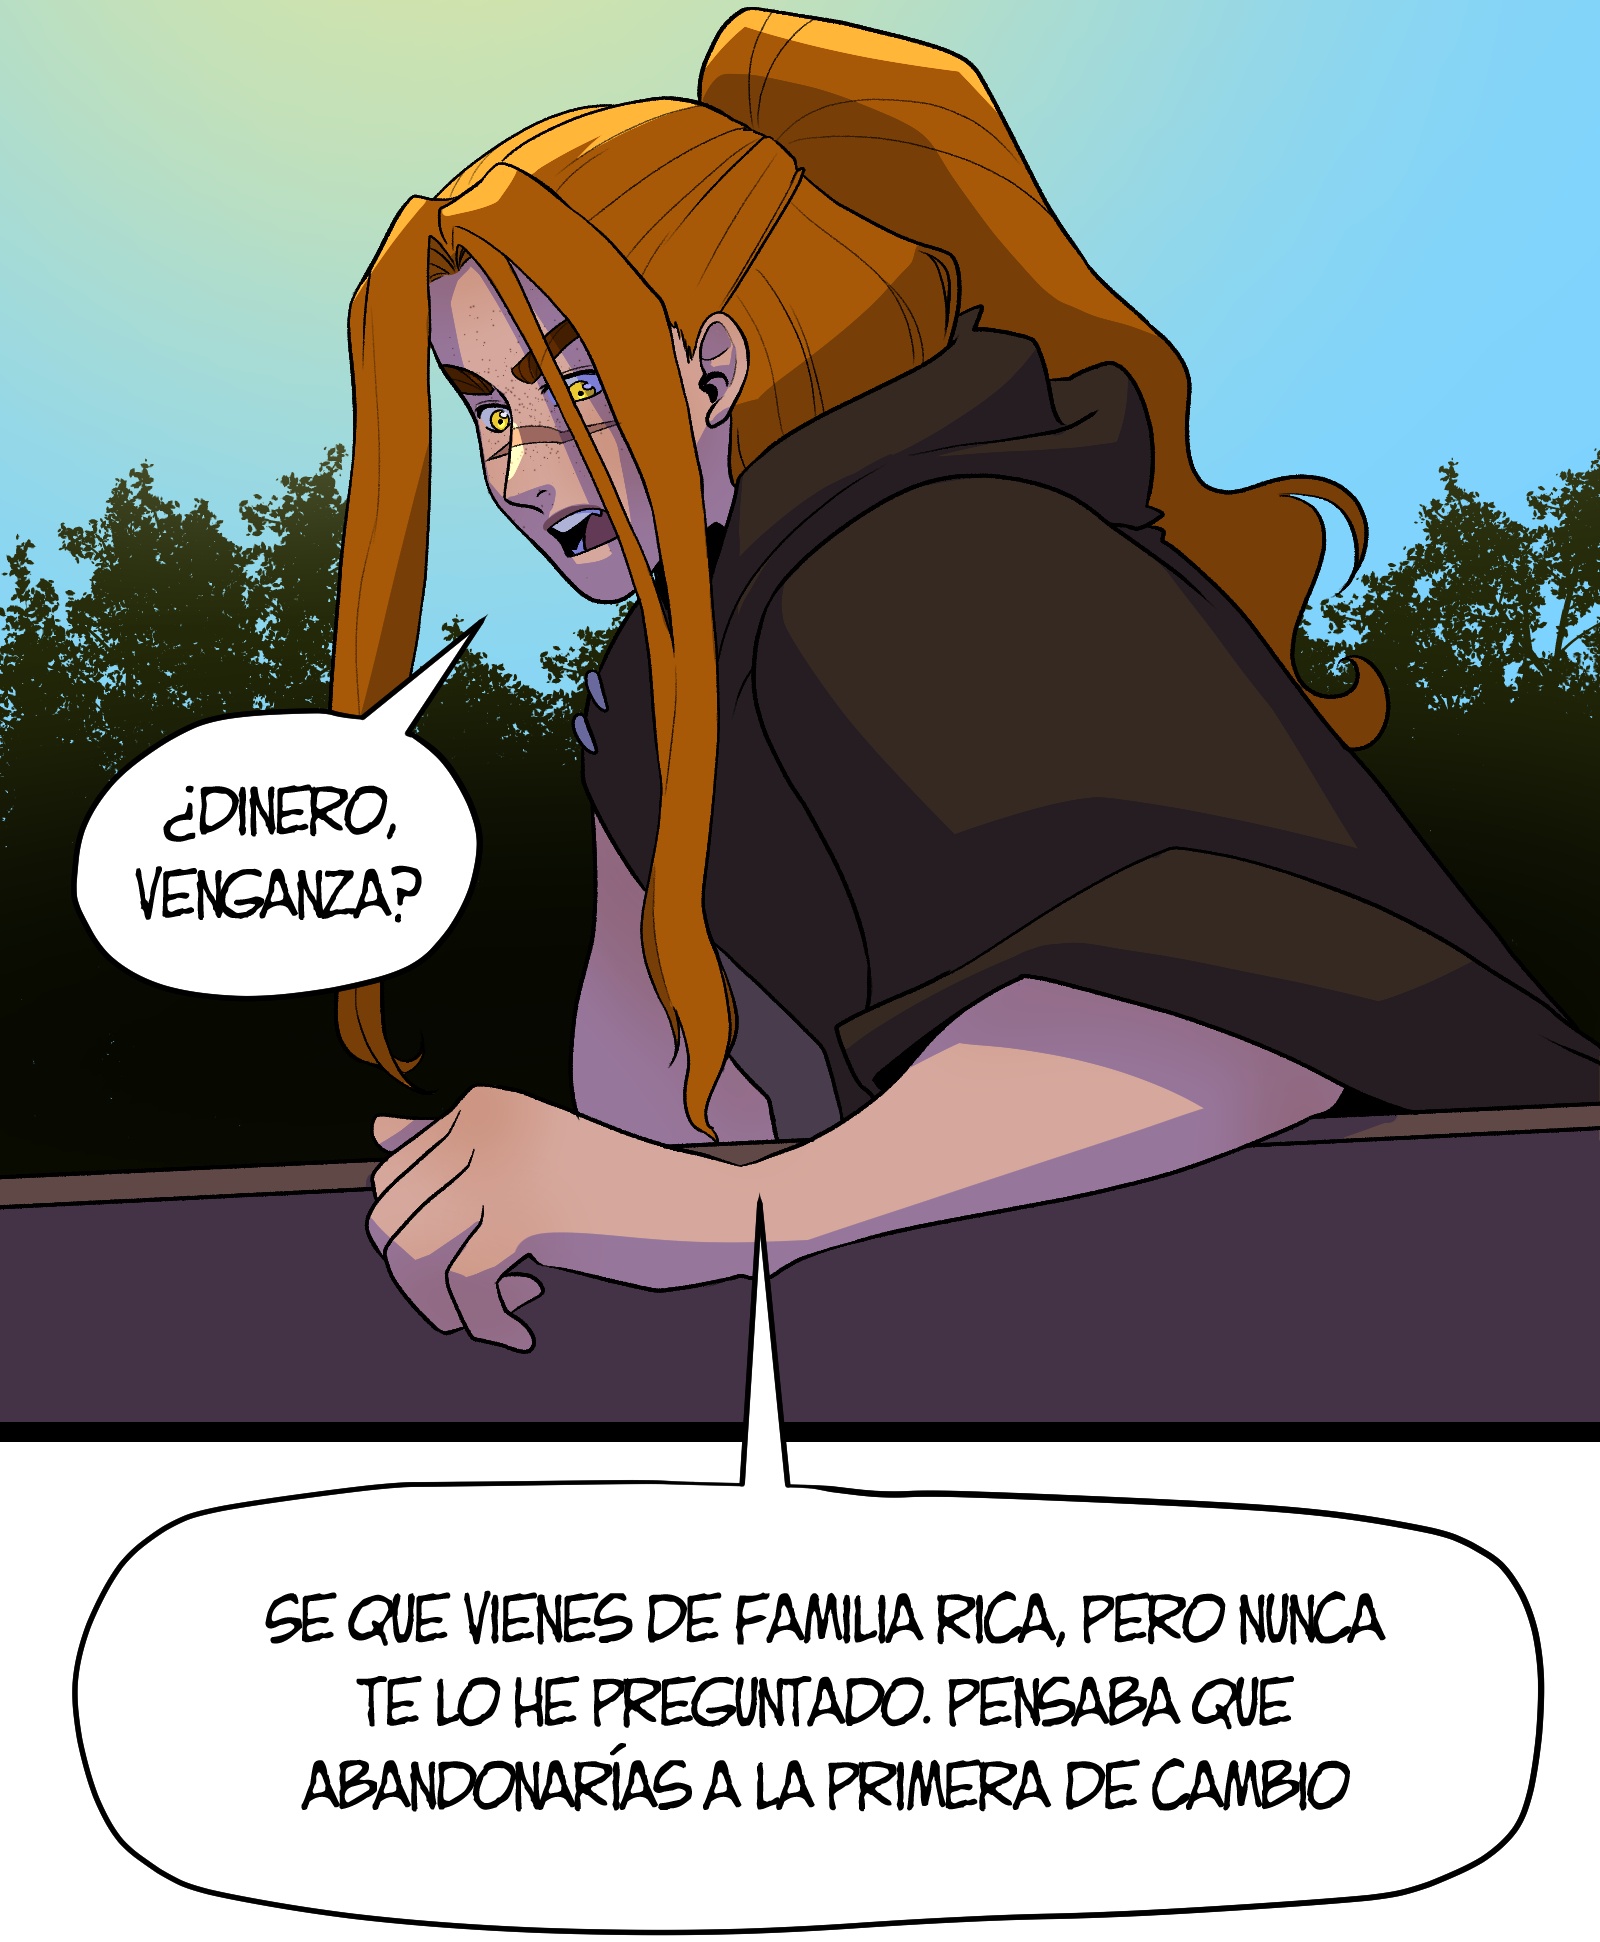 ¿DINERO,
VENGANZA?
SE QUE VIENES DE FAMILIA RICA, PERO NUNCA
TE LO HE PREGUNTADO. PENSABA QUE
ABANDONARÍAS A LA PRIMERA DE CAMBIO